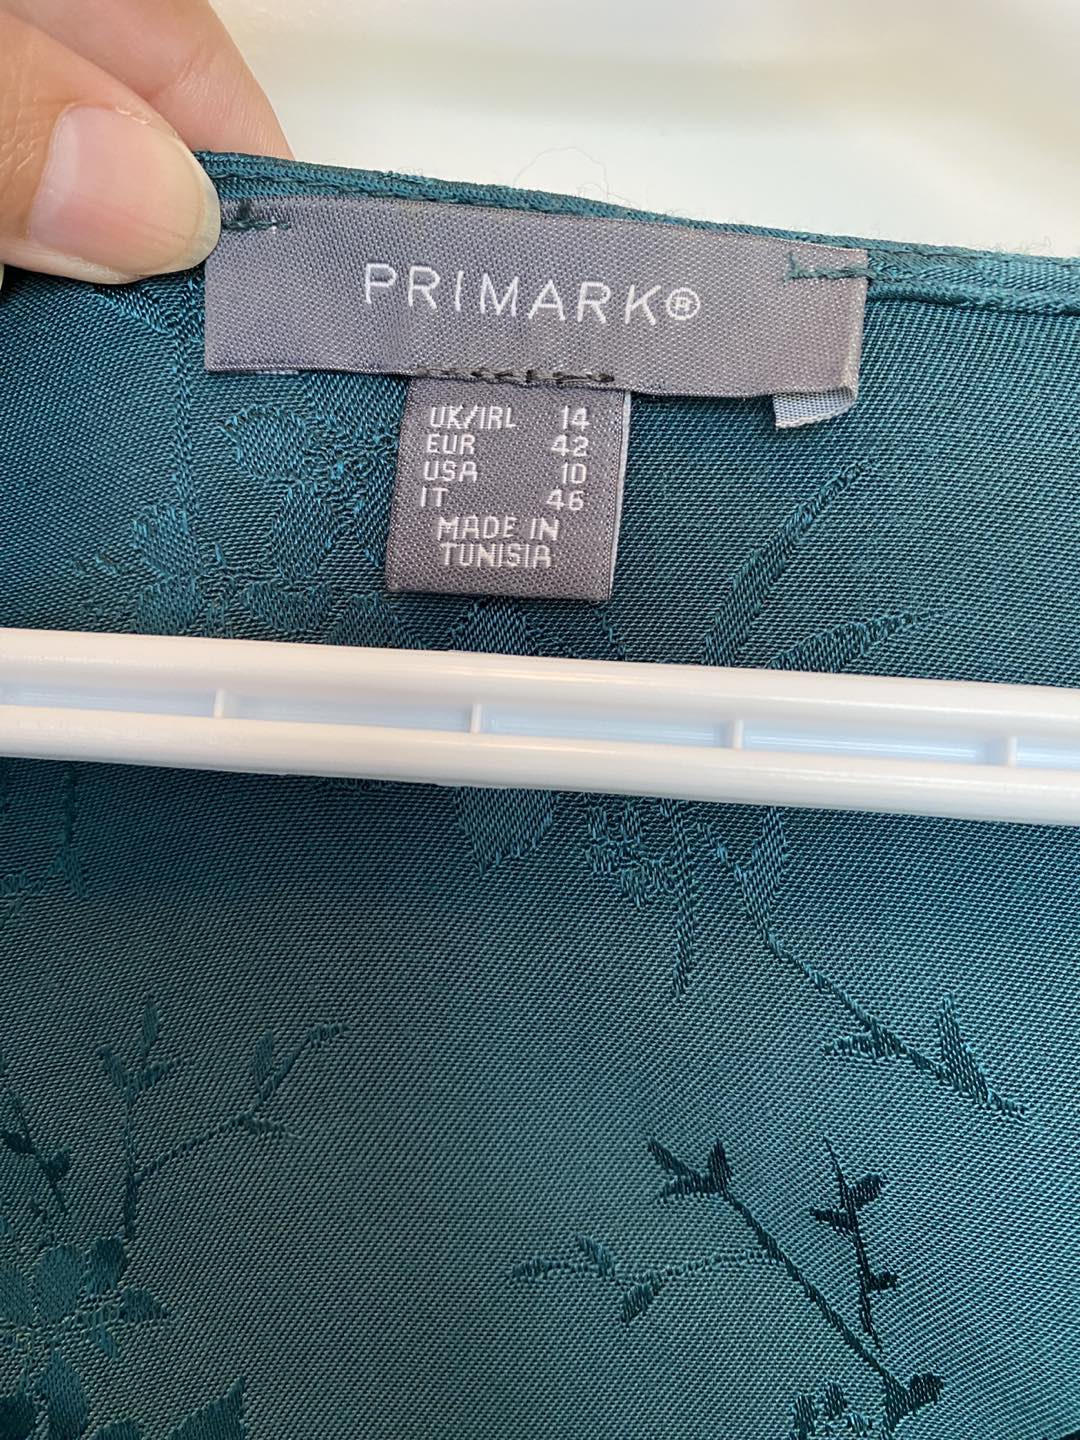 PRIMARK®
UK/IRL 14
EUR 42
USA 10
IT 46
MADE IN
TUNISIA